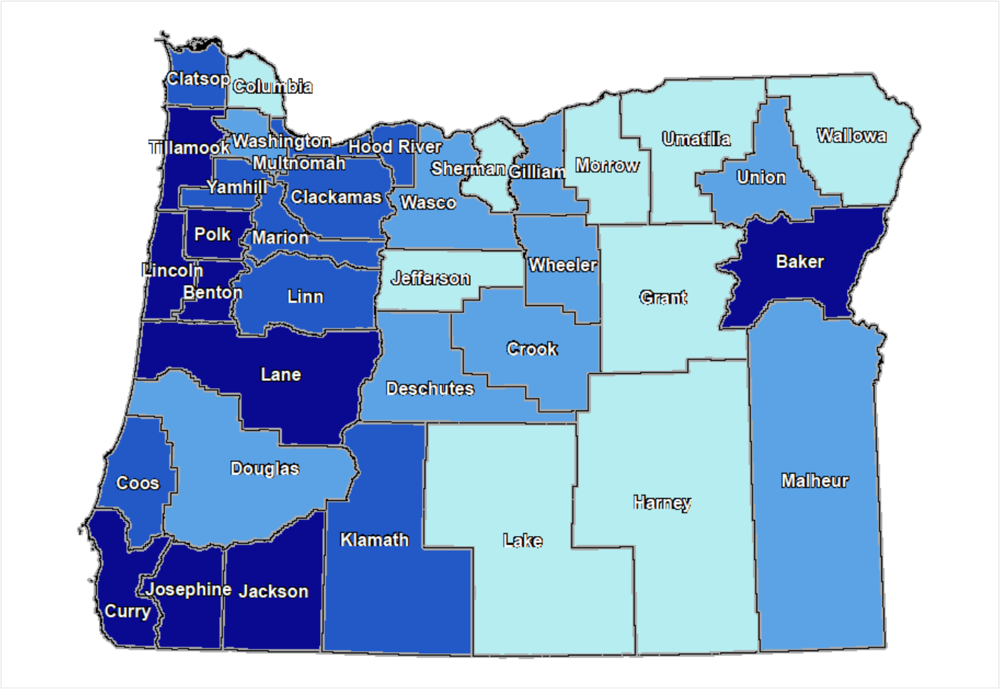 Clatsop
Columbia
Tillamook
Washington
Hood River
Multnomah
Yamhill
Clackamas
Sherman
Gilliam
Morrow
Umatilla
Wallowa
Union
Wasco
Polk
Marion
Lincoln
Benton
Linn
Jefferson
Wheeler
Baker
Grant
Crook
Lane
Deschutes
Douglas
Coos
Malheur
Harney
Klamath
Lake
Josephine
Jackson
Curry